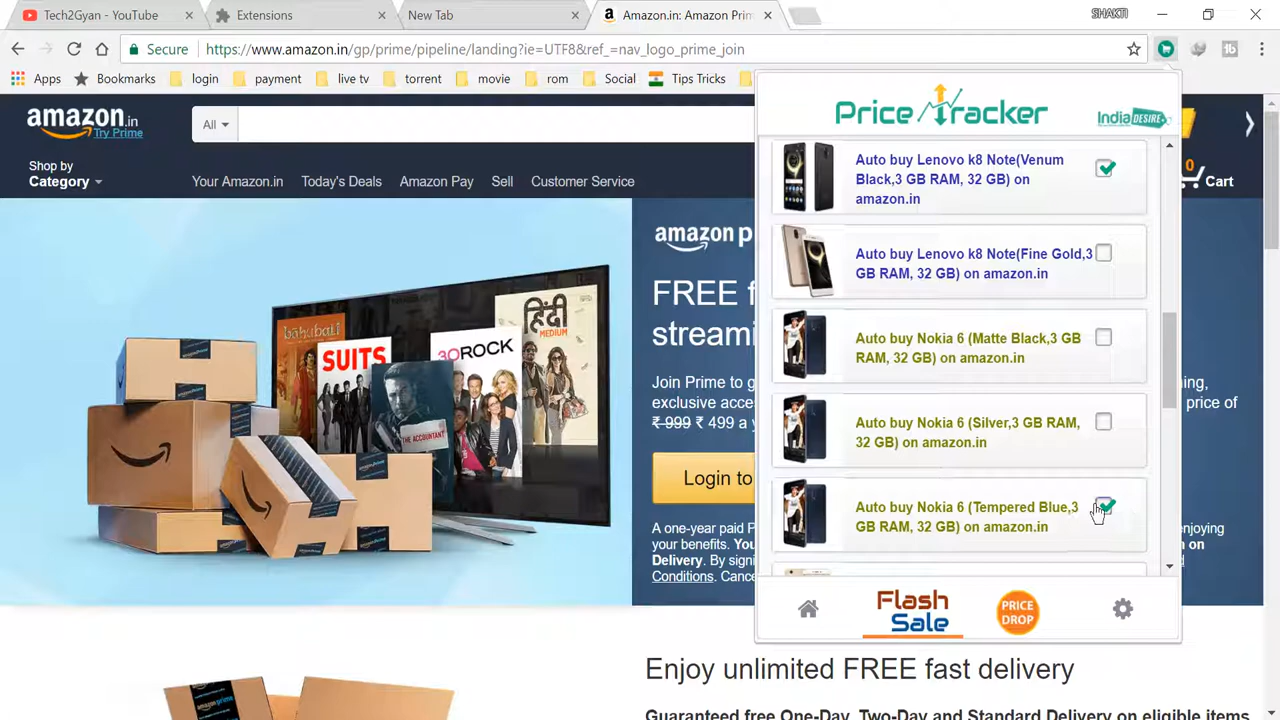 Tech2Gyan - YouTube
Extensions
New Tab
Amazon.in: Amazon Prim
SHAKTI
Secure
https://www.amazon.in/gp/prime/pipeline/landing?ie=UTF8&ref_=nav_logo_prime_join
Apps
Bookmarks
login
payment
live tv
torrent
movie
rom
Social
Tips Tricks
amazon.in
Try Prime
All
Shop by
Category
Your Amazon.in
Today's Deals
Amazon Pay
Sell
Customer Service
0
Cart
Price Tracker
India DESIRE
Auto buy Lenovo k8 Note(Venum
Black,3 GB RAM, 32 GB) on
amazon.in
Auto buy Lenovo k8 Note(Fine Gold,3
GB RAM, 32 GB) on amazon.in
Auto buy Nokia 6 (Matte Black,3 GB
RAM, 32 GB) on amazon.in
Auto buy Nokia 6 (Silver,3 GB RAM,
32 GB) on amazon.in
Auto buy Nokia 6 (Tempered Blue,3
GB RAM, 32 GB) on amazon.in
Flash
Sale
PRICE
DROP
amazon p
FREE f
streami
Join Prime to g
exclusive acce
₹ 999 ₹ 499 a y
ning,
price of
Login to
A one-year paid P
your benefits. You
Delivery. By signi
Conditions. Cance
enjoying
n on
bahubali.1
SUITS
30ROCK
हिंदी
MEDIUM
THE ACCOUNTANT
Enjoy unlimited FREE fast delivery
Guaranteed free One-Day, Two-Day and Standard Delivery on eligible items